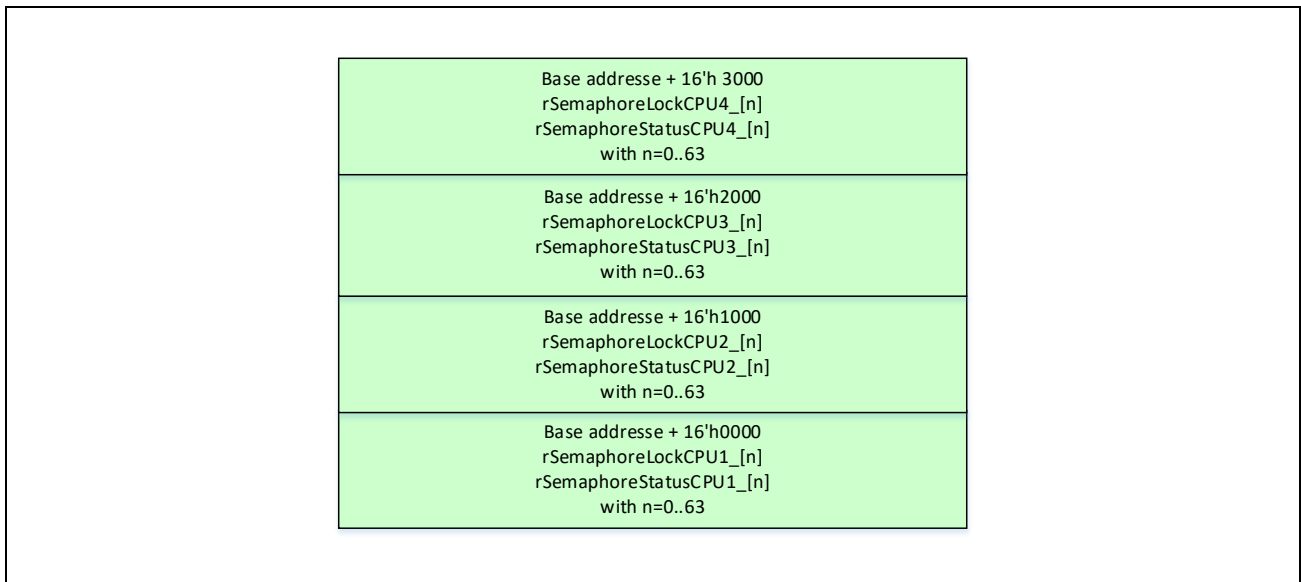 Base addresse + 16'h 3000
rSemaphoreLockCPU4_[n]
rSemaphoreStatusCPU4_[n]
with n=0..63
Base addresse + 16'h2000
rSemaphoreLockCPU3_[n]
rSemaphoreStatusCPU3_[n]
with n=0..63
Base addresse + 16'h1000
rSemaphoreLockCPU2_[n]
rSemaphoreStatusCPU2_[n]
with n=0..63
Base addresse + 16'h0000
rSemaphoreLockCPU1_[n]
rSemaphoreStatusCPU1_[n]
with n=0..63